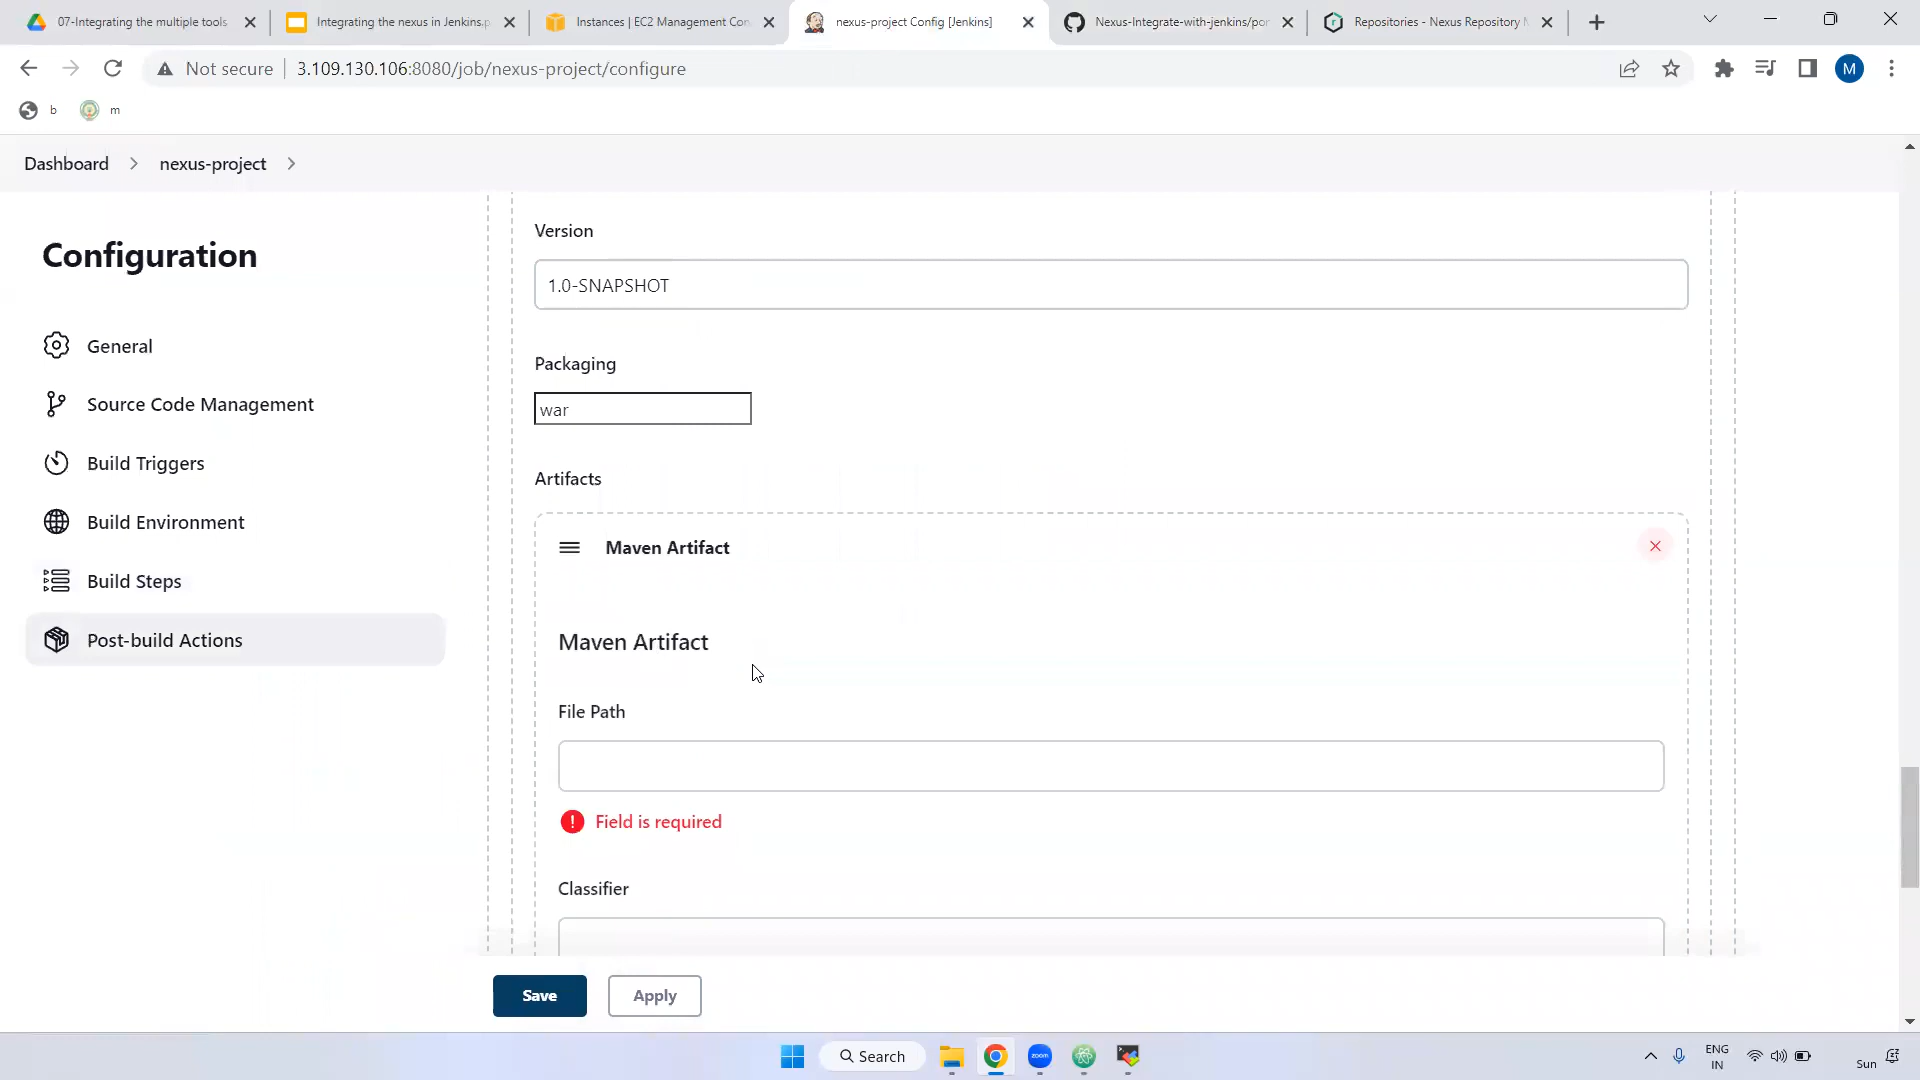 07-Integrating the multiple tools
Integrating the nexus in Jenkins.p
Instances | EC2 Management Con
nexus-project Config [Jenkins]
Nexus-Integrate-with-jenkins/pom
Repositories - Nexus Repository M
Not secure
3.109.130.106:8080/job/nexus-project/configure
M
b
m
Dashboard
nexus-project
Configuration
General
Source Code Management
Build Triggers
Build Environment
Build Steps
Post-build Actions
Version
1.0-SNAPSHOT
Packaging
war
Artifacts
Maven Artifact
Maven Artifact
File Path
Field is required
Classifier
Save
Apply
Search
zoom
ENG
IN
Sun